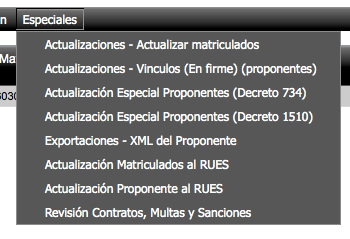 n Especiales
Actualizaciones - Actualizar matriculados
Ma
Actualizaciones - Vinculos (En firme) (proponentes)
6030
Actualización Especial Proponentes (Decreto 734)
Actualización Especial Proponentes (Decreto 1510)
Exportaciones - XML del Proponente
Actualización Matriculados al RUES
Actualización Proponente al RUES
Revisión Contratos, Multas y Sanciones